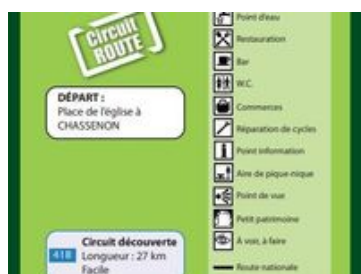 Circuit
ROUTE
DÉPART :
Place de l'église à
CHASSENON
Circuit découverte
418 Longueur : 27 km
Facile
Point d'eau
Restauration
Bar
W.C.
Commerces
Réparation de cycles
Point information
Aire de pique-nique
Point de vue
Petit patrimoine
À voir, à faire
Route nationale